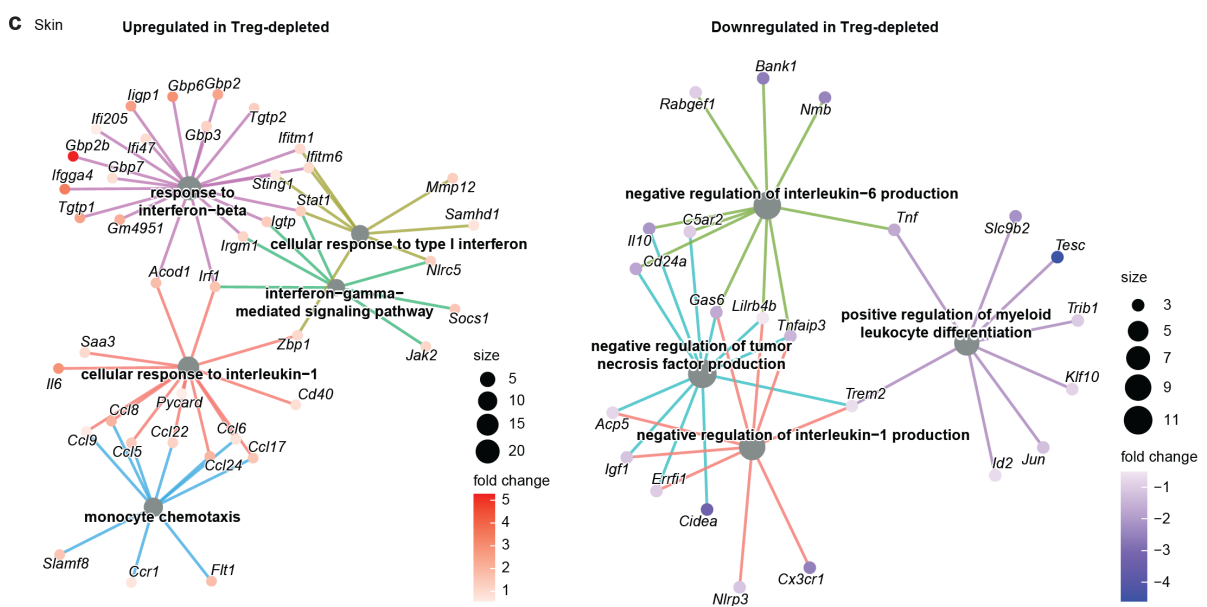 c Skin
Upregulated in Treg-depleted
Gbp6 Gbp2
Iigp1
Ifi205
Tgtp2
Gbp3
Gbp2b
Ifi47
Ifitm1
Gbp7
Ifitm6
Ifgga4
Sting1
response to
interferon−beta
Mmp12
Tgtp1
Stat1
Gm4951
Igtp
Samhd1
Irgm1
cellular response to type I interferon
Acod1
Irf1
Nlrc5
interferon−gamma−
mediated signaling pathway
Socs1
Saa3
Zbp1
Jak2
Il6
cellular response to interleukin−1
Cd40
Ccl8
Pycard
Ccl9
Ccl5
Ccl22
Ccl6
Ccl17
Ccl24
monocyte chemotaxis
Slamf8
Ccr1
Flt1
size
5
10
15
20
fold change
5
4
3
2
1
Downregulated in Treg-depleted
Bank1
Rabgef1
Nmb
negative regulation of interleukin−6 production
C5ar2
Tnf
Il10
Slc9b2
Cd24a
Tesc
Gas6
Lilrb4b
Tnfaip3
positive regulation of myeloid
leukocyte differentiation
Trib1
negative regulation of tumor
necrosis factor production
Klf10
Trem2
Acp5
negative regulation of interleukin−1 production
Igf1
Errfi1
Jun
Id2
Cidea
Cx3cr1
Nlrp3
size
3
5
7
9
11
fold change
−1
−2
−3
−4